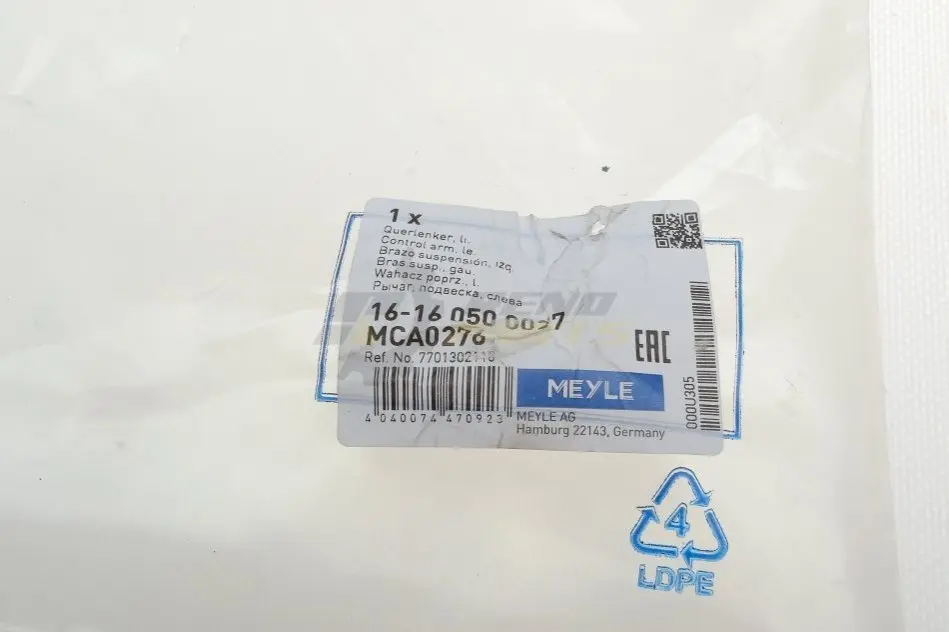 1 x
Querlenker, li.
Control arm, le.
Brazo suspensión, izq.
Bras susp., gau.
Wahacz poprz., l.
Рычаг, подвеска, слева
16-16 050 0027
MCA0276
Ref. No. 7701302110
EAC
MEYLE
4 040074 470923
MEYLE AG
Hamburg 22143, Germany
000U305
4
LDPE